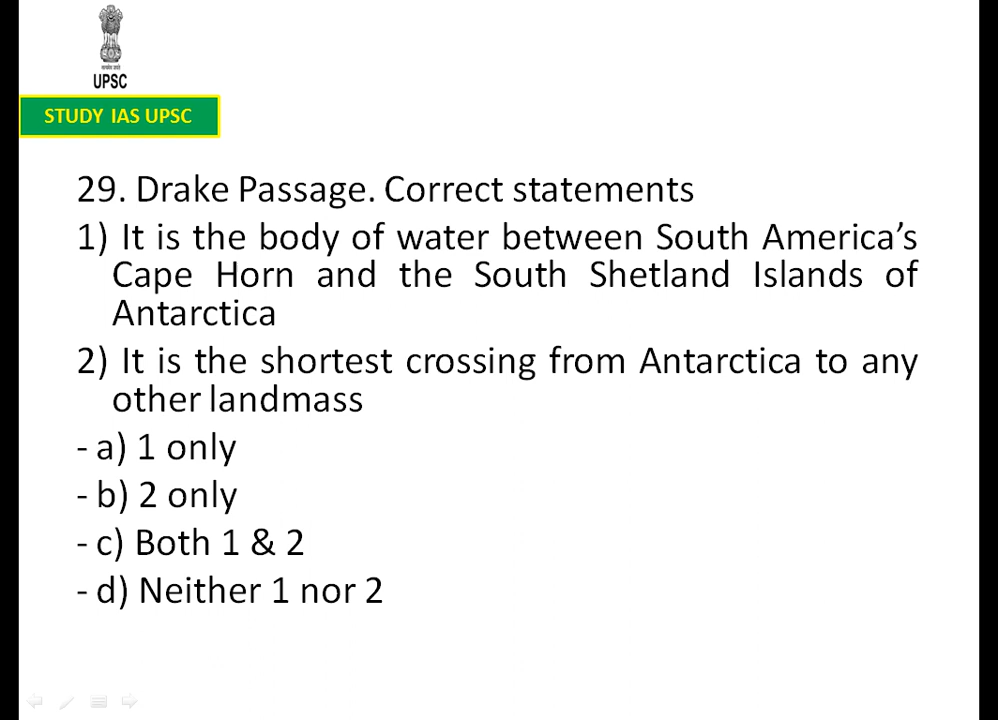 UPSC
STUDY IAS UPSC
29. Drake Passage. Correct statements
1) It is the body of water between South America’s
Cape Horn and the South Shetland Islands of
Antarctica
2) It is the shortest crossing from Antarctica to any
other landmass
- a) 1 only
- b) 2 only
- c) Both 1 & 2
- d) Neither 1 nor 2